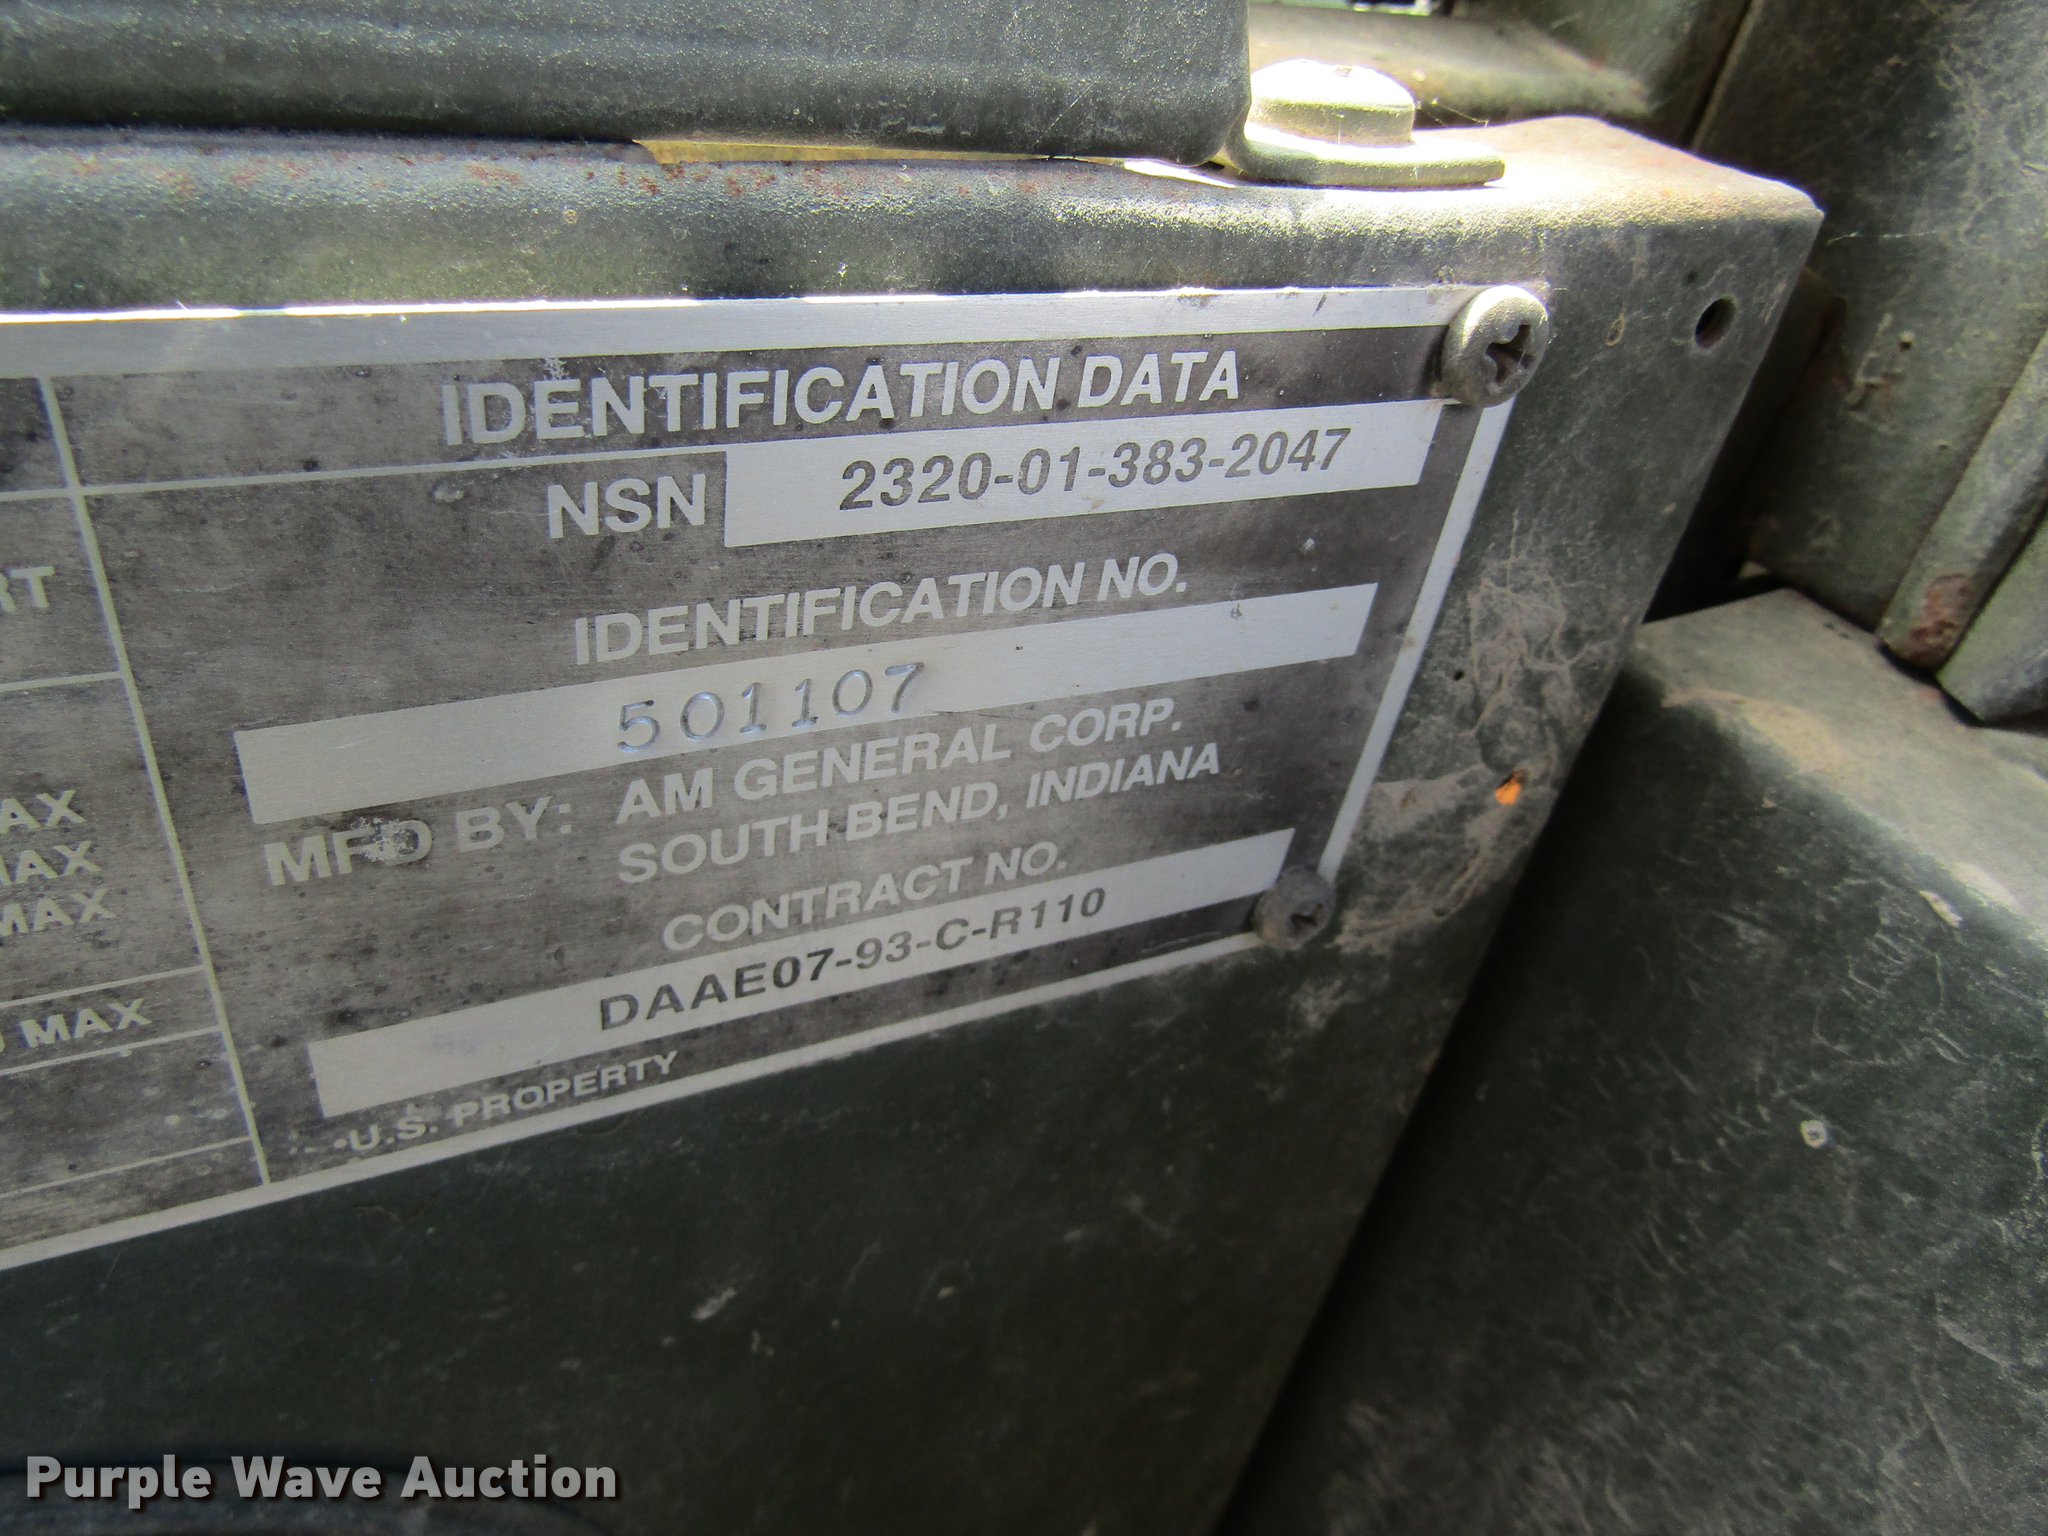 IDENTIFICATION DATA
NSN 2320-01-383-2047
IDENTIFICATION NO.
501107
MFD BY: AM GENERAL CORP.
SOUTH BEND, INDIANA
CONTRACT NO.
DAAE07-93-C-R110
U.S. PROPERTY
RT
AX
MAX
MAX
MAX
Purple Wave Auction